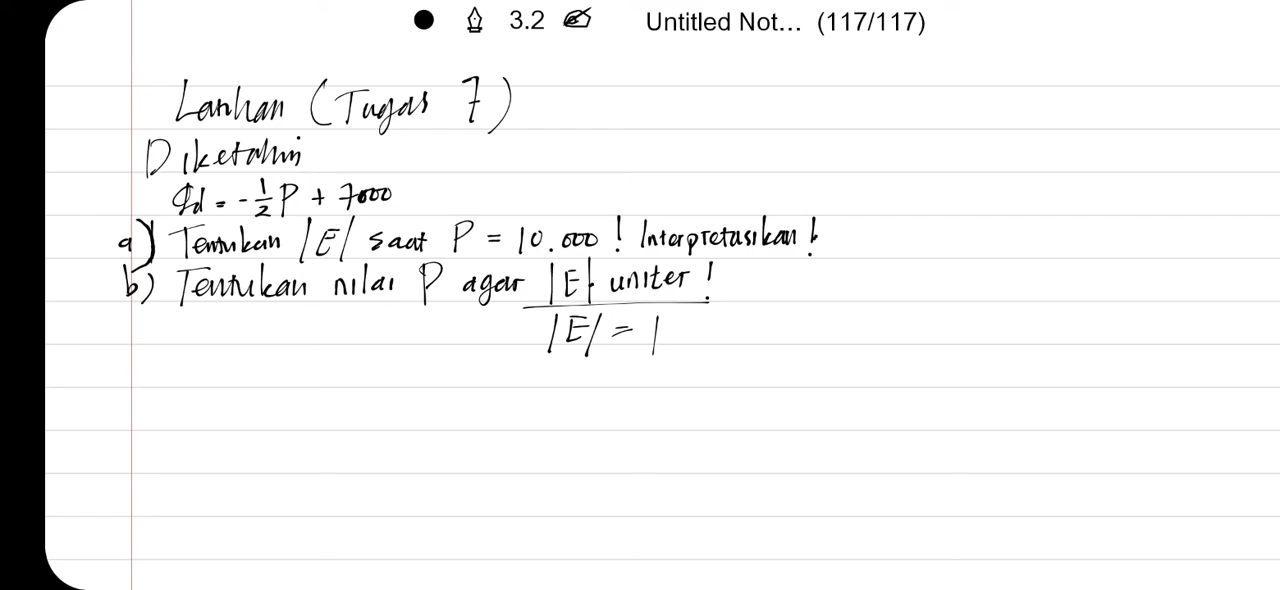 3.2 Untitled Not... (117/117)
Latihan (Tugas 7)
Diketahui
Qd = -1/2 P + 7000
a) Tentukan |E| saat P = 10.000 ! Interpretasikan !
b) Tentukan nilai P agar |E| uniter !
|E| = 1